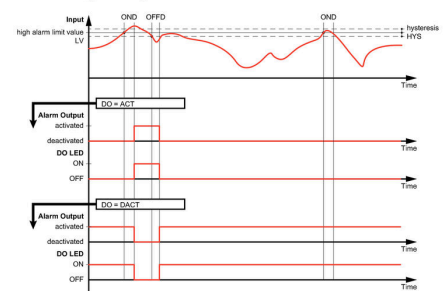 Input
OND OFFD OND
high alarm limit value
LV
hysteresis
HYS
Time
DO = ACT
Alarm Output
activated
deactivated
Time
DO LED
ON
OFF
Time
DO = DACT
Alarm Output
activated
deactivated
Time
DO LED
ON
OFF
Time